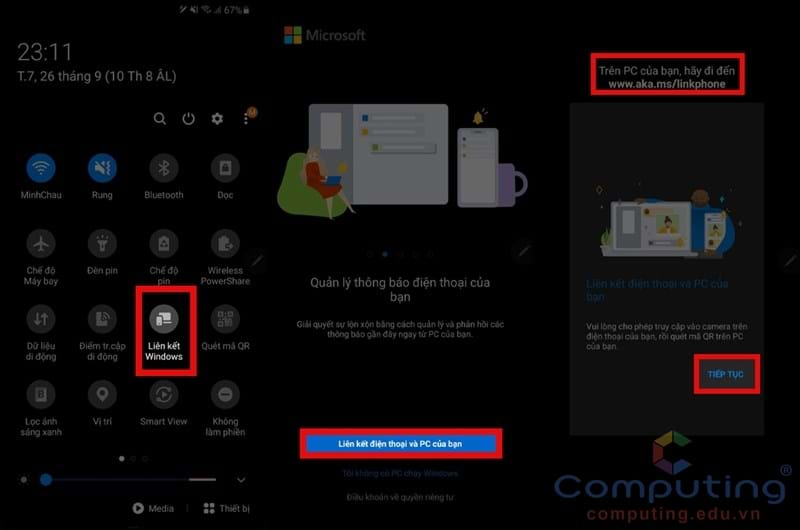 67%
23:11
T.7, 26 tháng 9 (10 Th 8 ÂL)
M
MinhChau
Rung
Bluetooth
Dọc
Chế độ
Máy bay
Đèn pin
Chế độ
pin
Wireless
PowerShare
Dữ liệu
di động
Điểm tr.cập
di động
Liên kết
Windows
Quét mã QR
Lọc ánh
sáng xanh
Vị trí
Smart View
Không
làm phiền
Media
Thiết bị
Microsoft
Quản lý thông báo điện thoại của
bạn
Giải quyết sự lộn xộn bằng cách quản lý và phản hồi các
thông báo gần đây ngay từ PC của bạn.
Liên kết điện thoại và PC của bạn
Tôi không có PC chạy Windows
Điều khoản về quyền riêng tư
Trên PC của bạn, hãy đi đến
www.aka.ms/linkphone
Liên kết điện thoại và PC của
bạn
Vui lòng cho phép truy cập vào camera trên
điện thoại của bạn, rồi quét mã QR trên PC
của bạn.
TIẾP TỤC
Computing®
computing.edu.vn